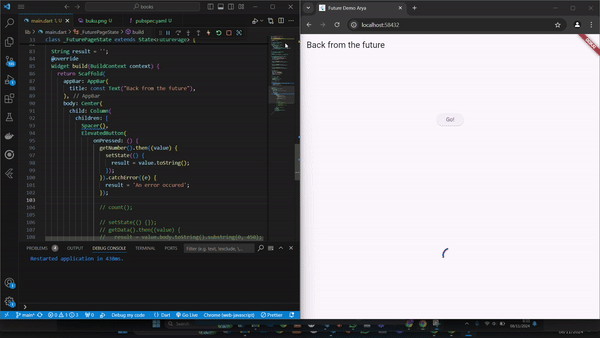 main.dart 1, U
buku.png U
pubspec.yaml U
books
lib > main.dart > _FuturePageState > build
class _FuturePageState extends State<FuturePage> {
83 String result = '';
84 @override
85 Widget build(BuildContext context) {
86 return Scaffold(
87 appBar: AppBar(
88 title: const Text("Back from the future"),
89 ), // AppBar
90 body: Center(
91 child: Column(
92 children: [
93 Spacer(),
94 ElevatedButton(
95 onPressed: () {
96 getNumber().then((value) {
97 setState(() {
98 result = value.toString();
99 });
100 }).catchError((e) {
101 result = 'An error occured';
102 });
103
104 // count();
105
106 // setState(() {});
107 // getData().then((value) {
108 // result = value.body.toString().substring(0, 450);
PROBLEMS 4 OUTPUT DEBUG CONSOLE TERMINAL PORTS Filter (e.g. text, !exclude, \
Restarted application in 430ms.
main* Debug my code Dart Go Live Chrome (web-javascript) Prettier
Search
Future Demo Arya
localhost:58432
Back from the future
DEBUG
Go!
08/11/2024